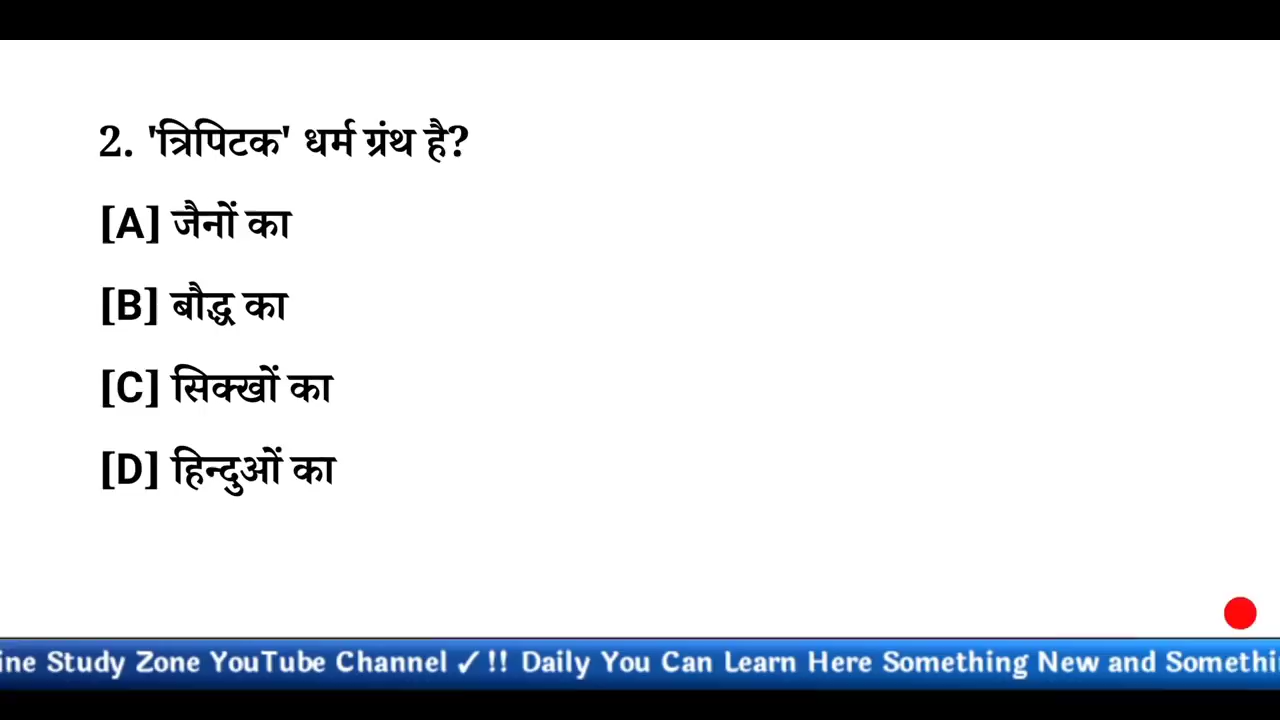 2. 'त्रिपिटक' धर्म ग्रंथ है?
[A] जैनों का
[B] बौद्ध का
[C] सिक्खों का
[D] हिन्दुओं का
ine Study Zone YouTube Channel ✓ !! Daily You Can Learn Here Something New and Somethi